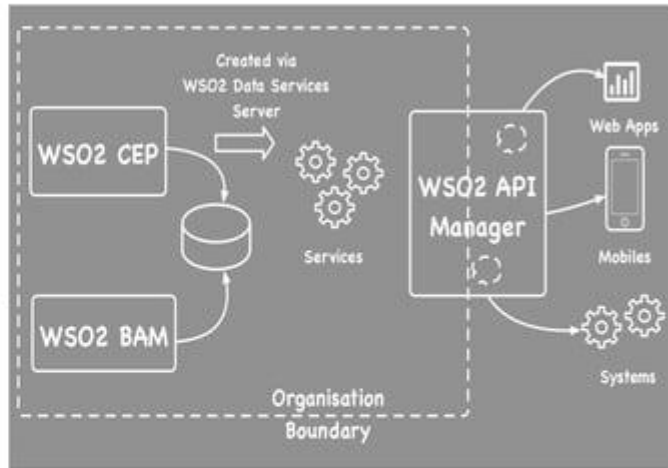 Created via
WSO2 Data Services
Server
WSO2 CEP
Services
WSO2 BAM
WSO2 API
Manager
Web Apps
Mobiles
Systems
Organisation
Boundary